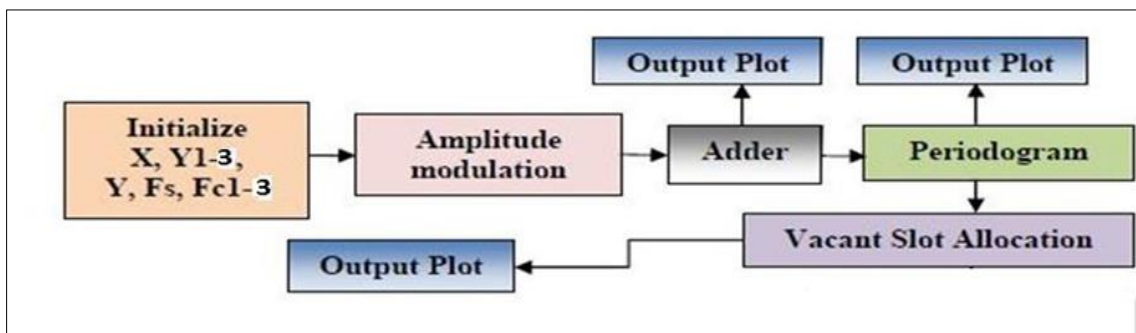 Output Plot
Output Plot
Initialize
X, Y1-3,
Y, Fs, Fc1-3
Amplitude
modulation
Adder
Periodogram
Vacant Slot Allocation
Output Plot